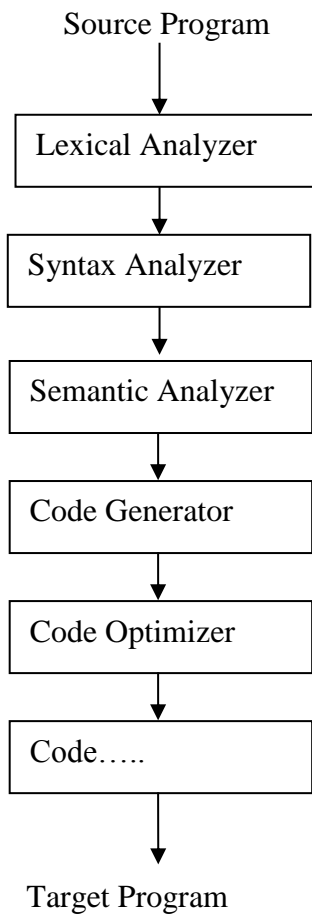 Source Program
Lexical Analyzer
Syntax Analyzer
Semantic Analyzer
Code Generator
Code Optimizer
Code…..
Target Program